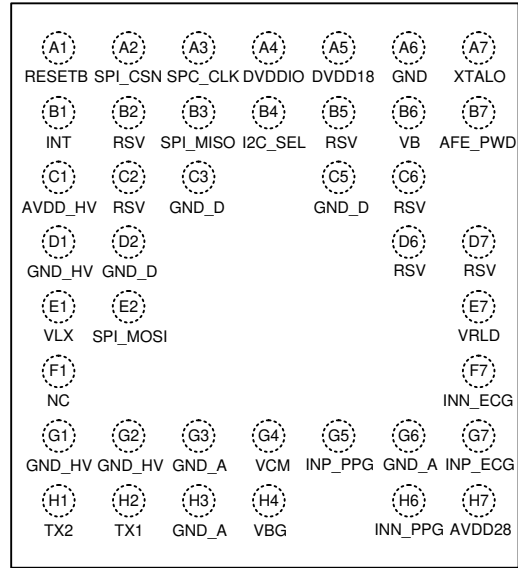 A1 A2 A3 A4 A5 A6 A7
RESETB SPI_CSN SPC_CLK DVDDIO DVDD18 GND XTALO
B1 B2 B3 B4 B5 B6 B7
INT RSV SPI_MISO I2C_SEL RSV VB AFE_PWD
C1 C2 C3 C5 C6
AVDD_HV RSV GND_D GND_D RSV
D1 D2 D6 D7
GND_HV GND_D RSV RSV
E1 E2 E7
VLX SPI_MOSI VRLD
F1 F7
NC INN_ECG
G1 G2 G3 G4 G5 G6 G7
GND_HV GND_HV GND_A VCM INP_PPG GND_A INP_ECG
H1 H2 H3 H4 H6 H7
TX2 TX1 GND_A VBG INN_PPG AVDD28